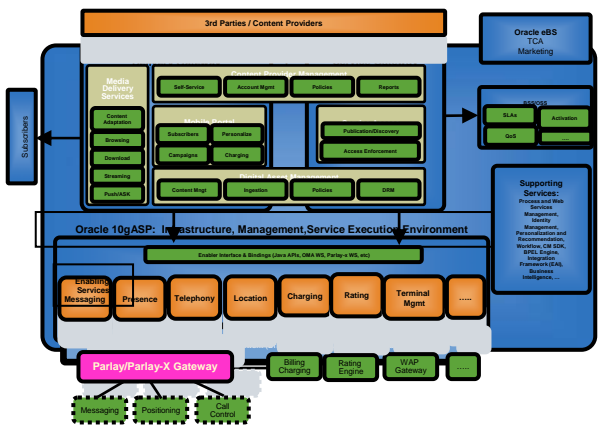 3rd Parties / Content Providers
Oracle eBS
TCA
Marketing
Content Provider Management
Self-Service
Account Mgmt
Policies
Reports
Media
Delivery
Services
Content
Adaptation
Browsing
Download
Streaming
Push/ASK
Mobile Portal
Subscribers
Personalize
Campaigns
Charging
Publication/Discovery
Access Enforcement
Digital Asset Management
Content Mngt
Ingestion
Policies
DRM
Subscribers
BSS/OSS
SLAs
Activation
QoS
....
Supporting
Services:
Process and Web
Services
Management,
Identity
Management,
Personalization and
Recommendation,
Workflow, CM SDK,
BPEL Engine,
Integration
Framework (EAI),
Business
Intelligence, ...
Oracle 10gASP: Infrastructure, Management,Service Execution Environment
Enabler Interface & Bindings (Java APIs, OMA WS, Parlay-x WS, etc)
Enabling
Services
Messaging
Presence
Telephony
Location
Charging
Rating
Terminal
Mgmt
.....
Parlay/Parlay-X Gateway
Billing
Charging
Rating
Engine
WAP
Gateway
.....
Messaging
Positioning
Call
Control